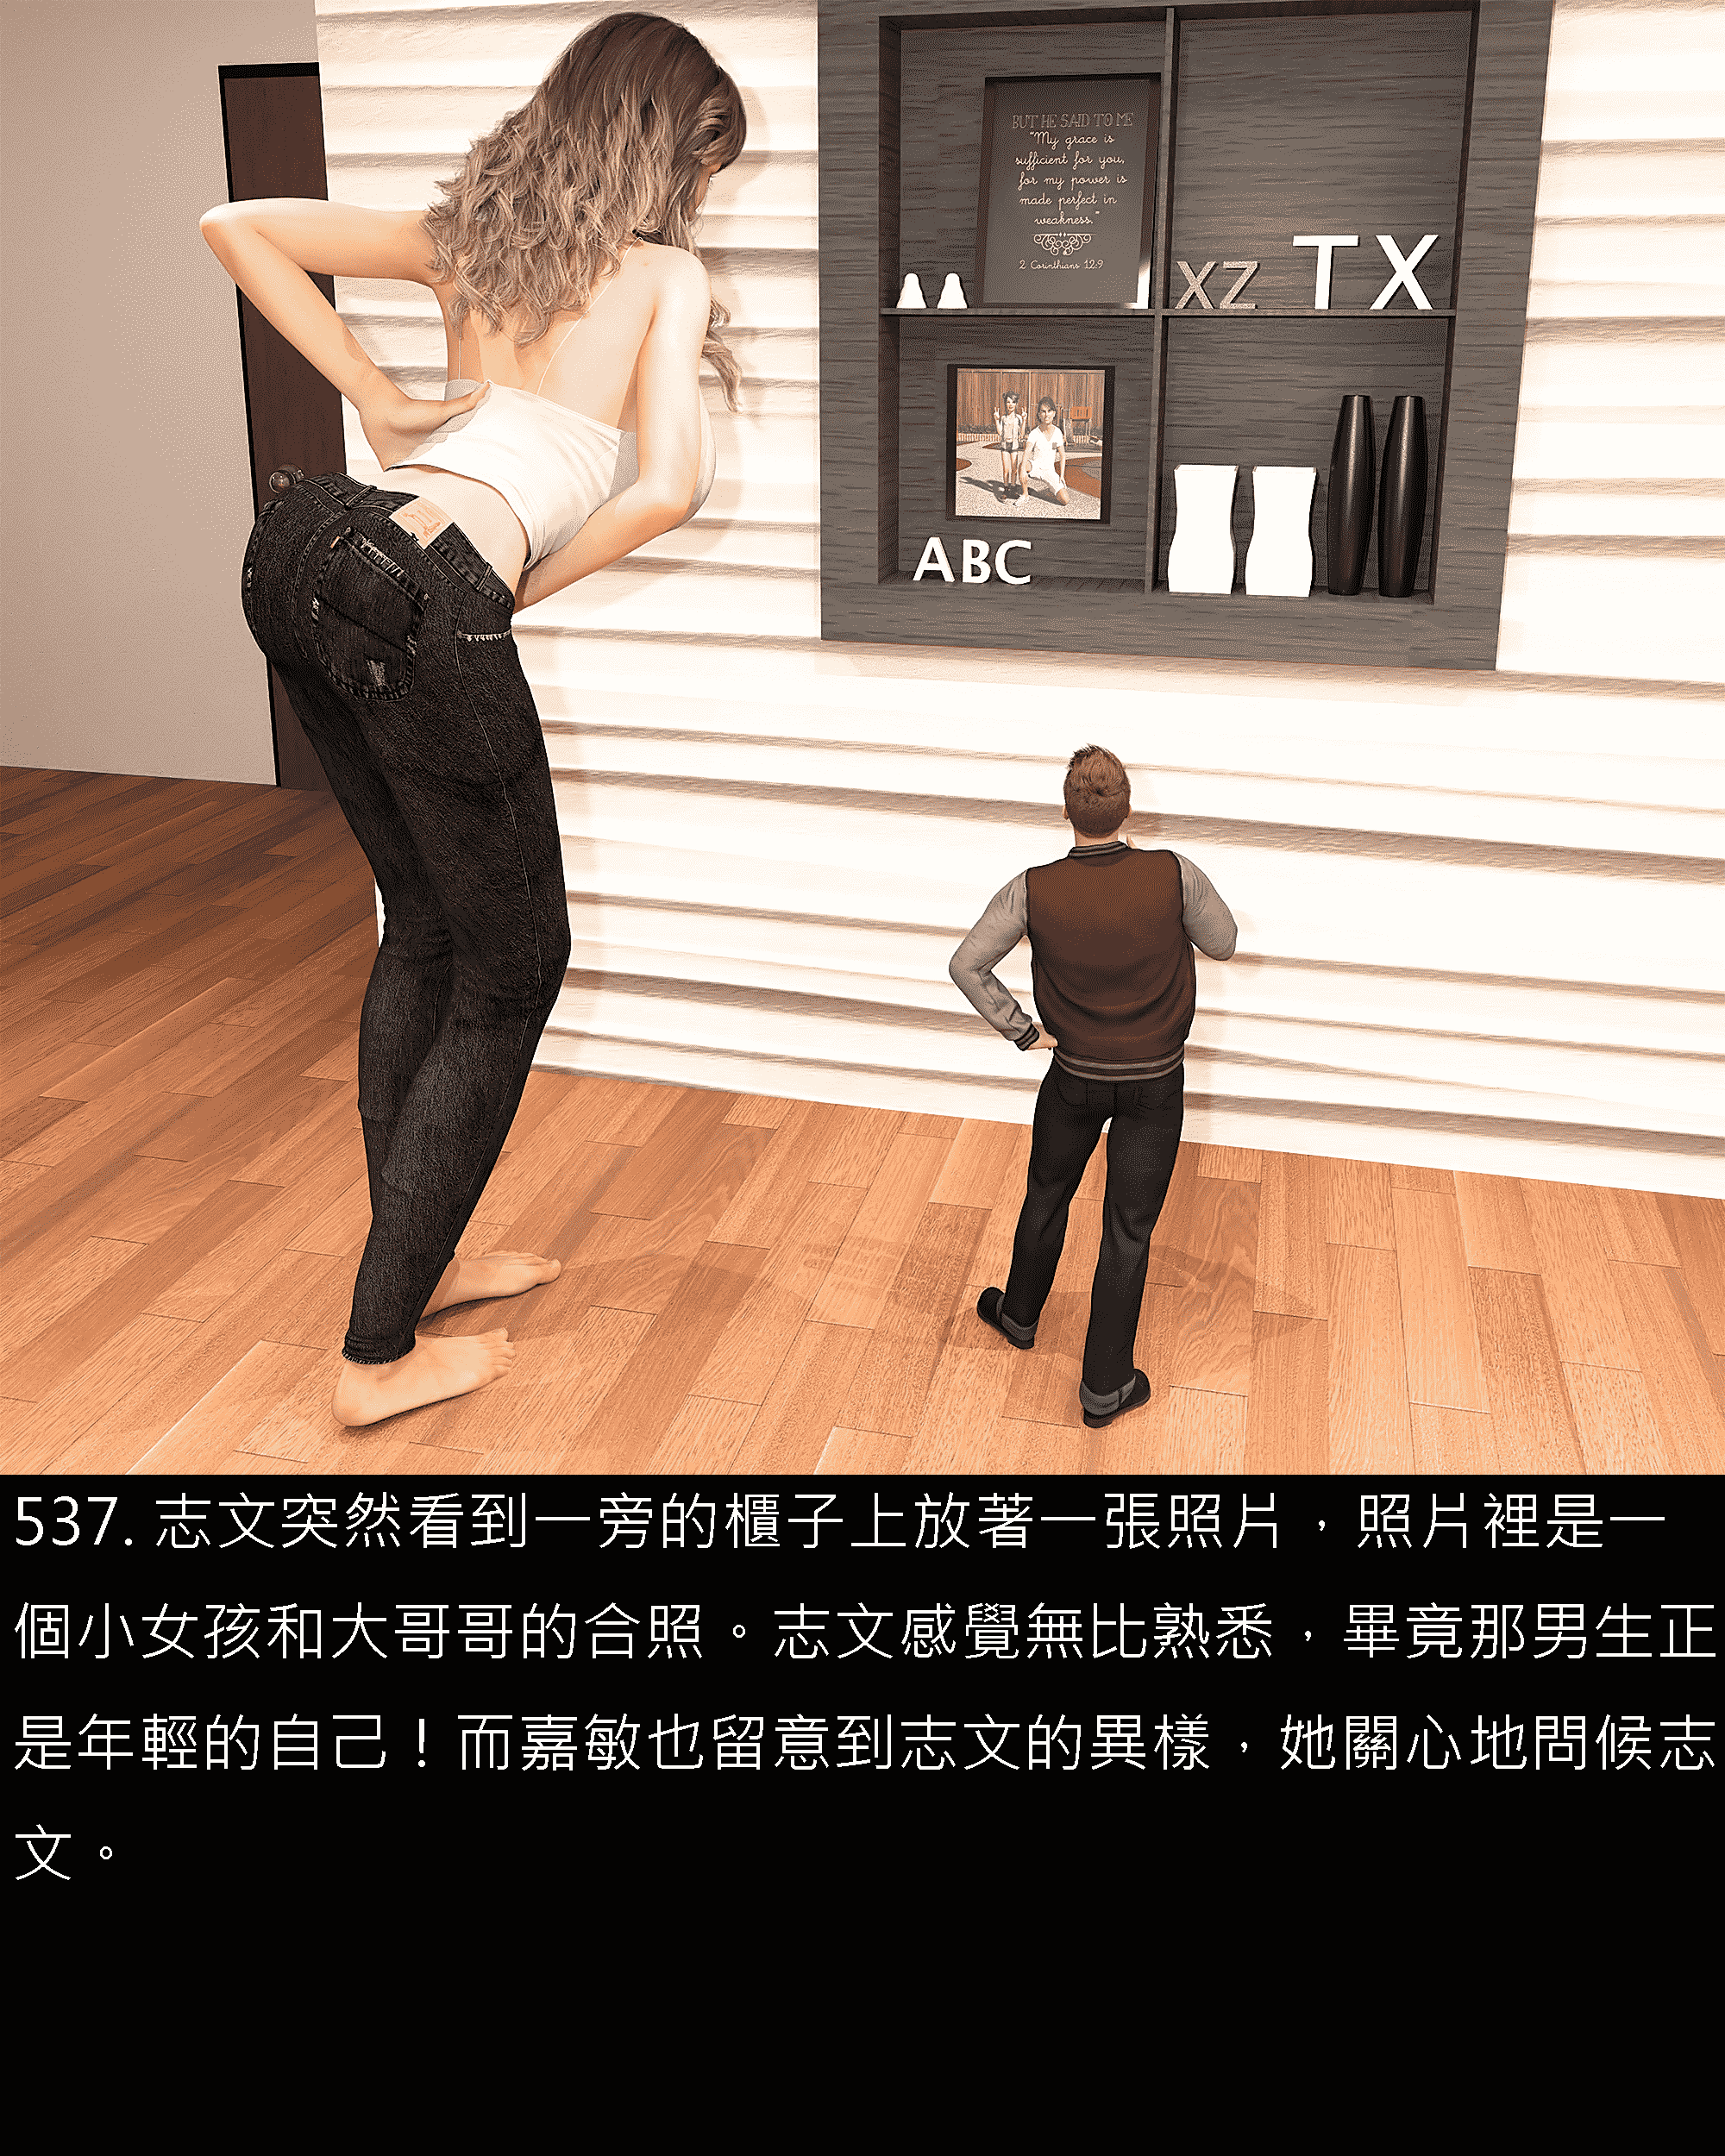 BUT HE SAID TO ME
"My grace is
sufficient for you,
for my power is
made perfect in
weakness."
2 Corinthians 12:9
XZ TX
ABC
537. 志文突然看到一旁的櫃子上放著一張照片，照片裡是一
個小女孩和大哥哥的合照。志文感覺無比熟悉，畢竟那男生正
是年輕的自己！而嘉敏也留意到志文的異樣，她關心地問候志
文。